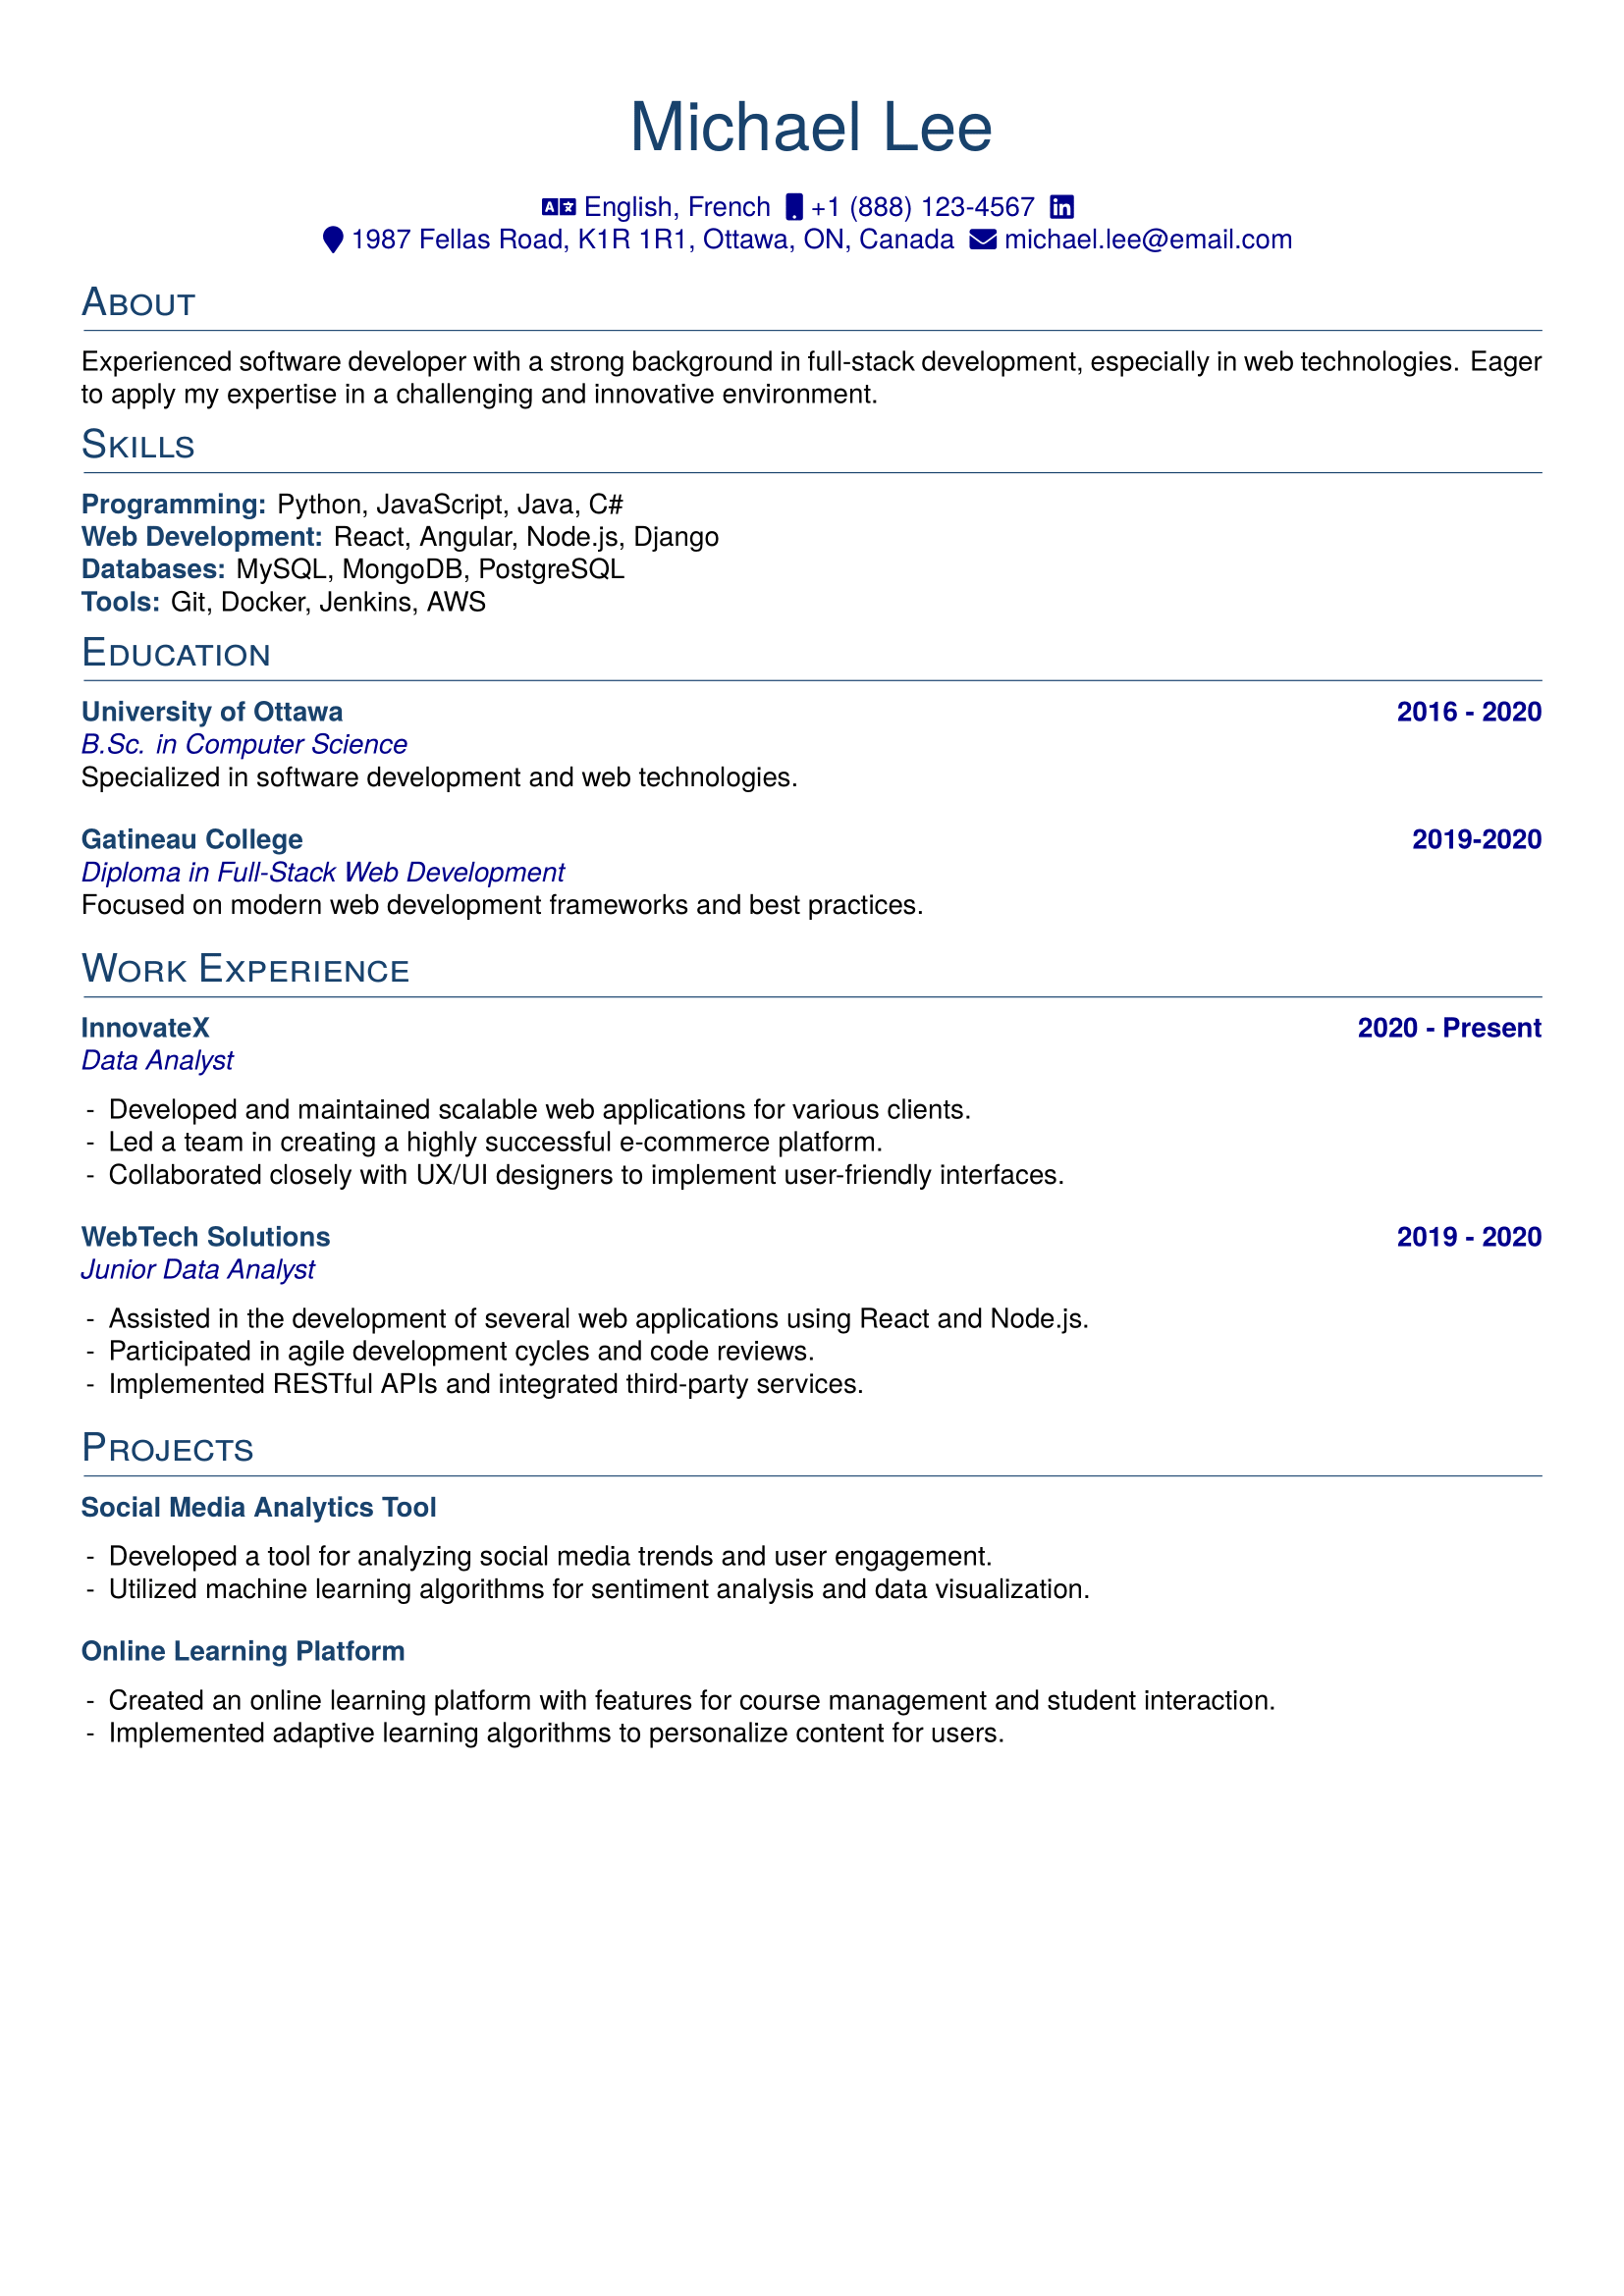 Michael Lee
English, French +1 (888) 123-4567
1987 Fellas Road, K1R 1R1, Ottawa, ON, Canada michael.lee@email.com
About
Experienced software developer with a strong background in full-stack development, especially in web technologies. Eager
to apply my expertise in a challenging and innovative environment.
Skills
Programming: Python, JavaScript, Java, C#
Web Development: React, Angular, Node.js, Django
Databases: MySQL, MongoDB, PostgreSQL
Tools: Git, Docker, Jenkins, AWS
Education
University of Ottawa 2016 - 2020
B.Sc. in Computer Science
Specialized in software development and web technologies.
Gatineau College 2019-2020
Diploma in Full-Stack Web Development
Focused on modern web development frameworks and best practices.
Work Experience
InnovateX 2020 - Present
Data Analyst
- Developed and maintained scalable web applications for various clients.
- Led a team in creating a highly successful e-commerce platform.
- Collaborated closely with UX/UI designers to implement user-friendly interfaces.
WebTech Solutions 2019 - 2020
Junior Data Analyst
- Assisted in the development of several web applications using React and Node.js.
- Participated in agile development cycles and code reviews.
- Implemented RESTful APIs and integrated third-party services.
Projects
Social Media Analytics Tool
- Developed a tool for analyzing social media trends and user engagement.
- Utilized machine learning algorithms for sentiment analysis and data visualization.
Online Learning Platform
- Created an online learning platform with features for course management and student interaction.
- Implemented adaptive learning algorithms to personalize content for users.